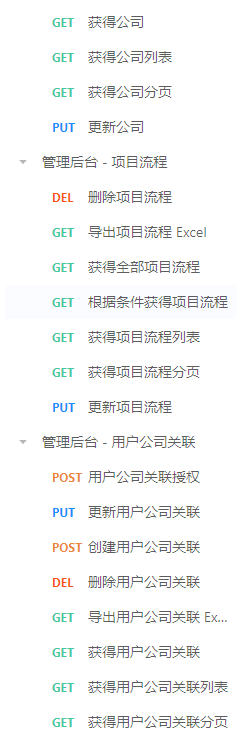 GET 获得公司
GET 获得公司列表
GET 获得公司分页
PUT 更新公司
管理后台 - 项目流程
DEL 删除项目流程
GET 导出项目流程 Excel
GET 获得全部项目流程
GET 根据条件获得项目流程
GET 获得项目流程列表
GET 获得项目流程分页
PUT 更新项目流程
管理后台 - 用户公司关联
POST 用户公司关联授权
PUT 更新用户公司关联
POST 创建用户公司关联
DEL 删除用户公司关联
GET 导出用户公司关联 Ex...
GET 获得用户公司关联
GET 获得用户公司关联列表
GET 获得用户公司关联分页